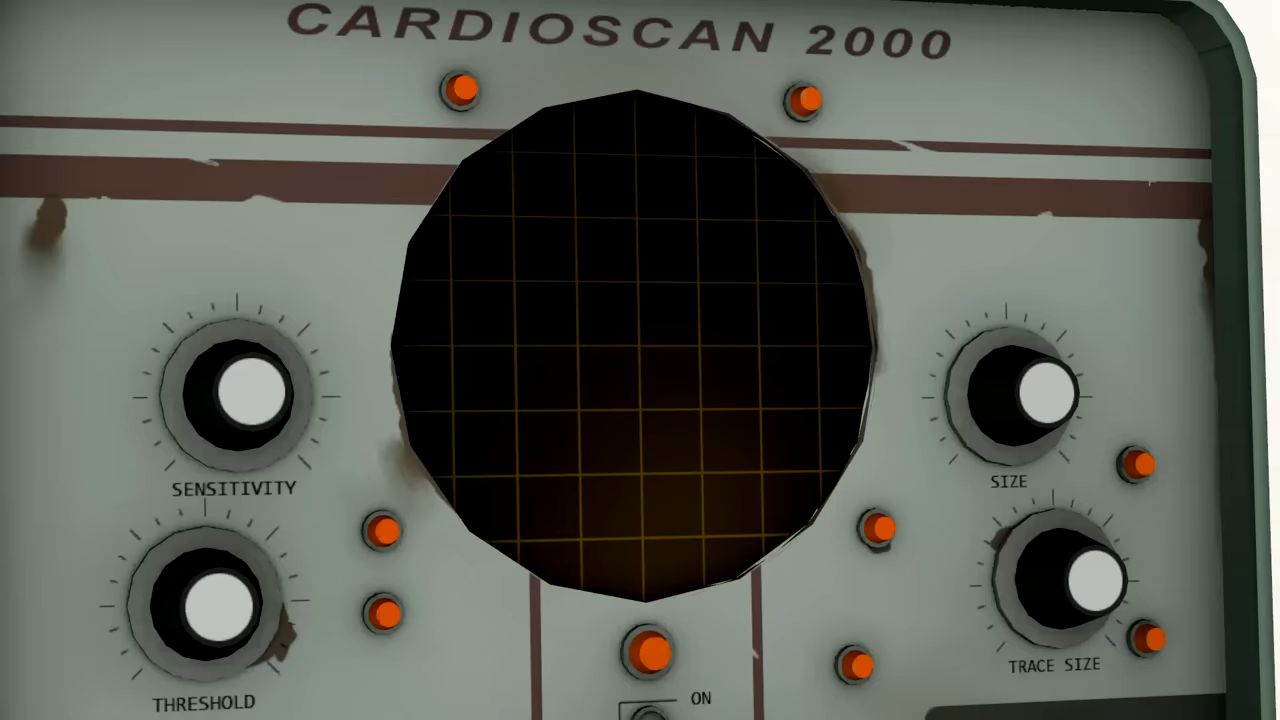 CARDIOSCAN 2000
SENSITIVITY
SIZE
THRESHOLD
TRACE SIZE
ON